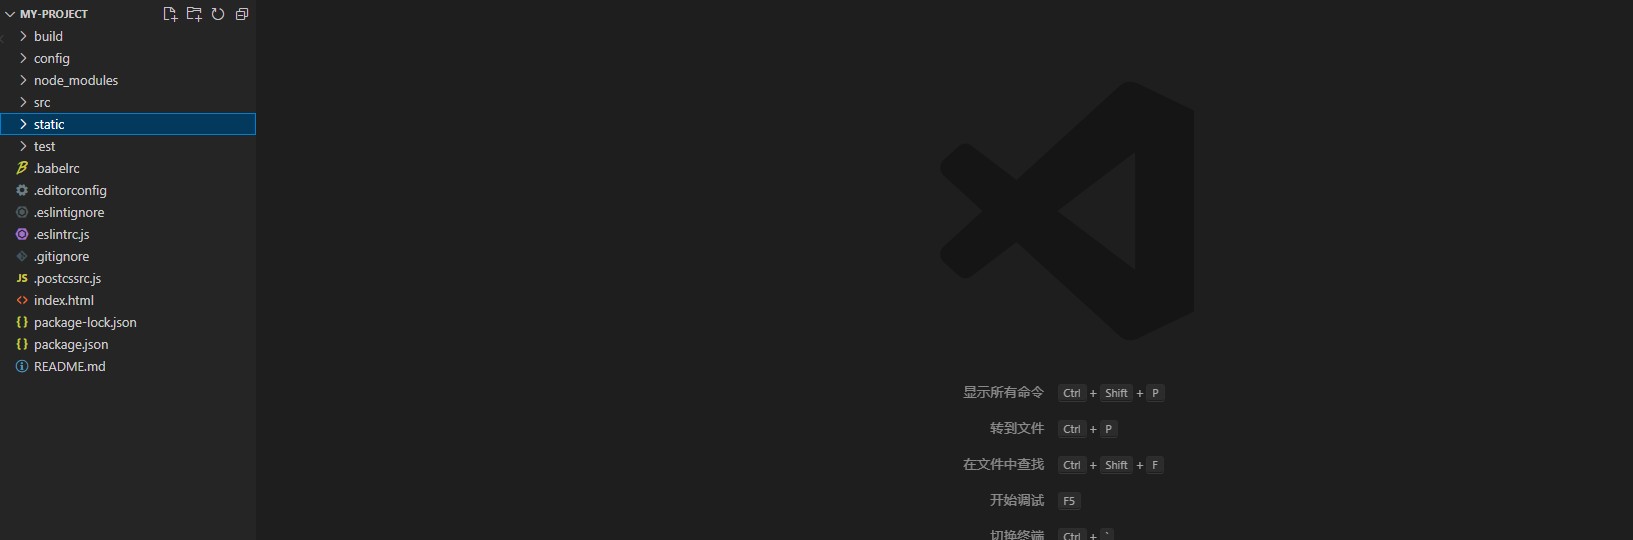 MY-PROJECT
build
config
node_modules
src
static
test
.babelrc
.editorconfig
.eslintignore
.eslintrc.js
.gitignore
JS .postcssrc.js
index.html
package-lock.json
package.json
README.md
显示所有命令 Ctrl + Shift + P
转到文件 Ctrl + P
在文件中查找 Ctrl + Shift + F
开始调试 F5
切换终端 Ctrl + `